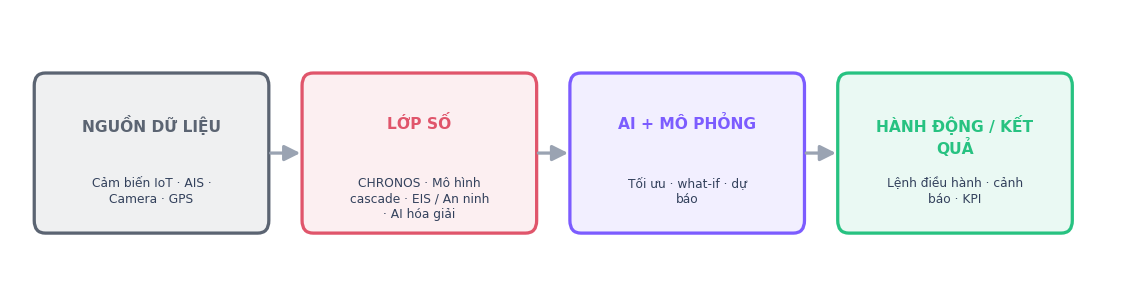 NGUỒN DỮ LIỆU
Cảm biến IoT · AIS ·
Camera · GPS
LỚP SỐ
CHRONOS · Mô hình
cascade · EIS / An ninh
· AI hóa giải
AI + MÔ PHỎNG
Tối ưu · what-if · dự
báo
HÀNH ĐỘNG / KẾT
QUẢ
Lệnh điều hành · cảnh
báo · KPI